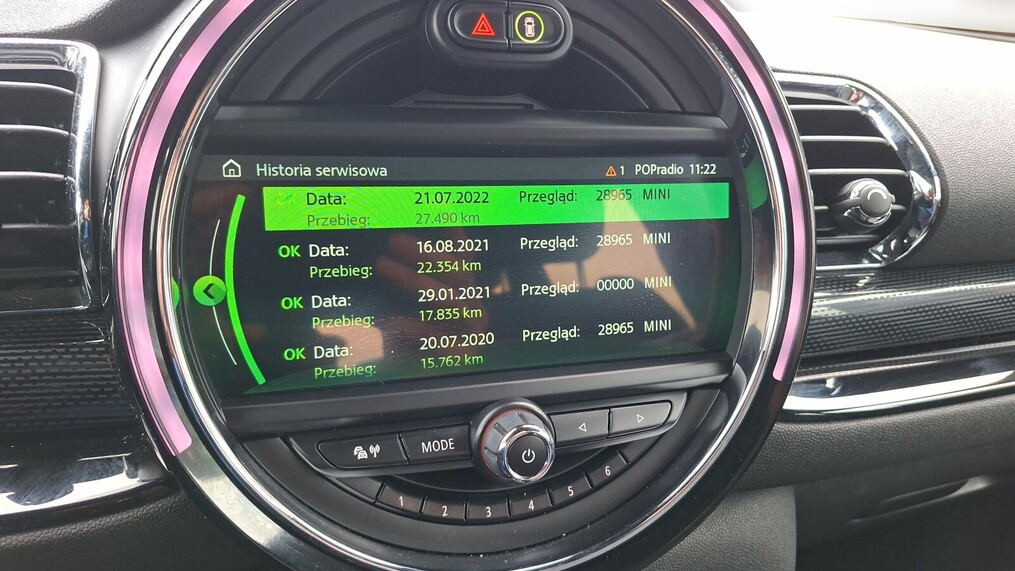 Historia serwisowa 1 POPradio 11:22
OK Data: 21.07.2022 Przegląd: 28965 MINI
Przebieg: 27.490 km
OK Data: 16.08.2021 Przegląd: 28965 MINI
Przebieg: 22.354 km
OK Data: 29.01.2021 Przegląd: 00000 MINI
Przebieg: 17.835 km
OK Data: 20.07.2020 Przegląd: 28965 MINI
Przebieg: 15.762 km
MODE
1 2 3 4 5 6